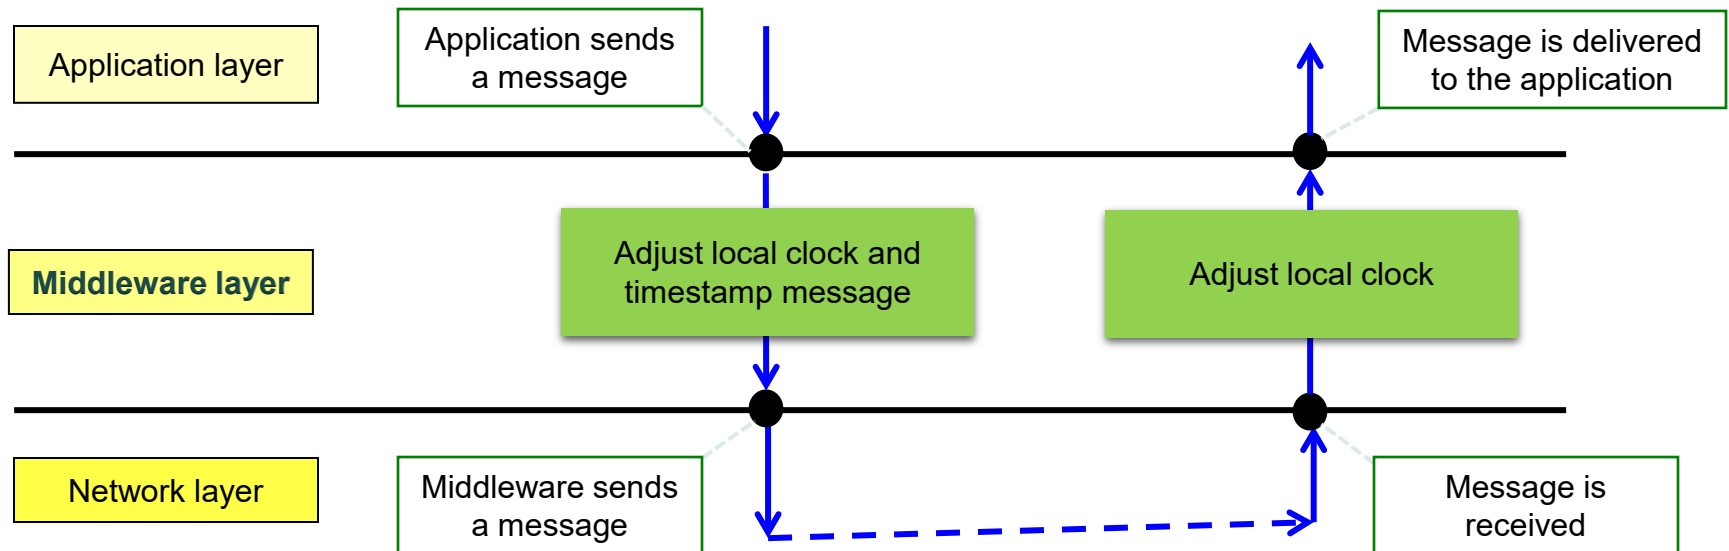 Application layer
Application sends
a message
Message is delivered
to the application
Middleware layer
Adjust local clock and
timestamp message
Adjust local clock
Network layer
Middleware sends
a message
Message is
received